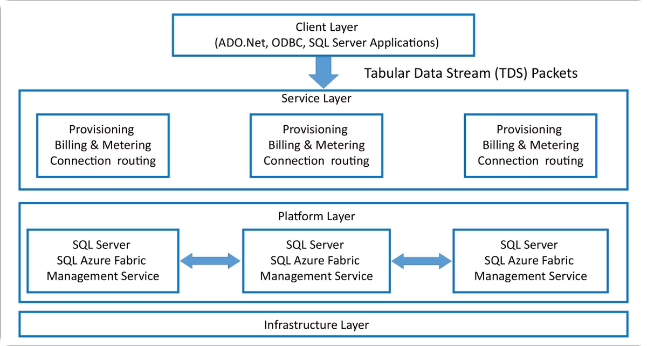 Client Layer
(ADO.Net, ODBC, SQL Server Applications)
Tabular Data Stream (TDS) Packets
Service Layer
Provisioning
Billing & Metering
Connection routing
Provisioning
Billing & Metering
Connection routing
Provisioning
Billing & Metering
Connection routing
Platform Layer
SQL Server
SQL Azure Fabric
Management Service
SQL Server
SQL Azure Fabric
Management Service
SQL Server
SQL Azure Fabric
Management Service
Infrastructure Layer